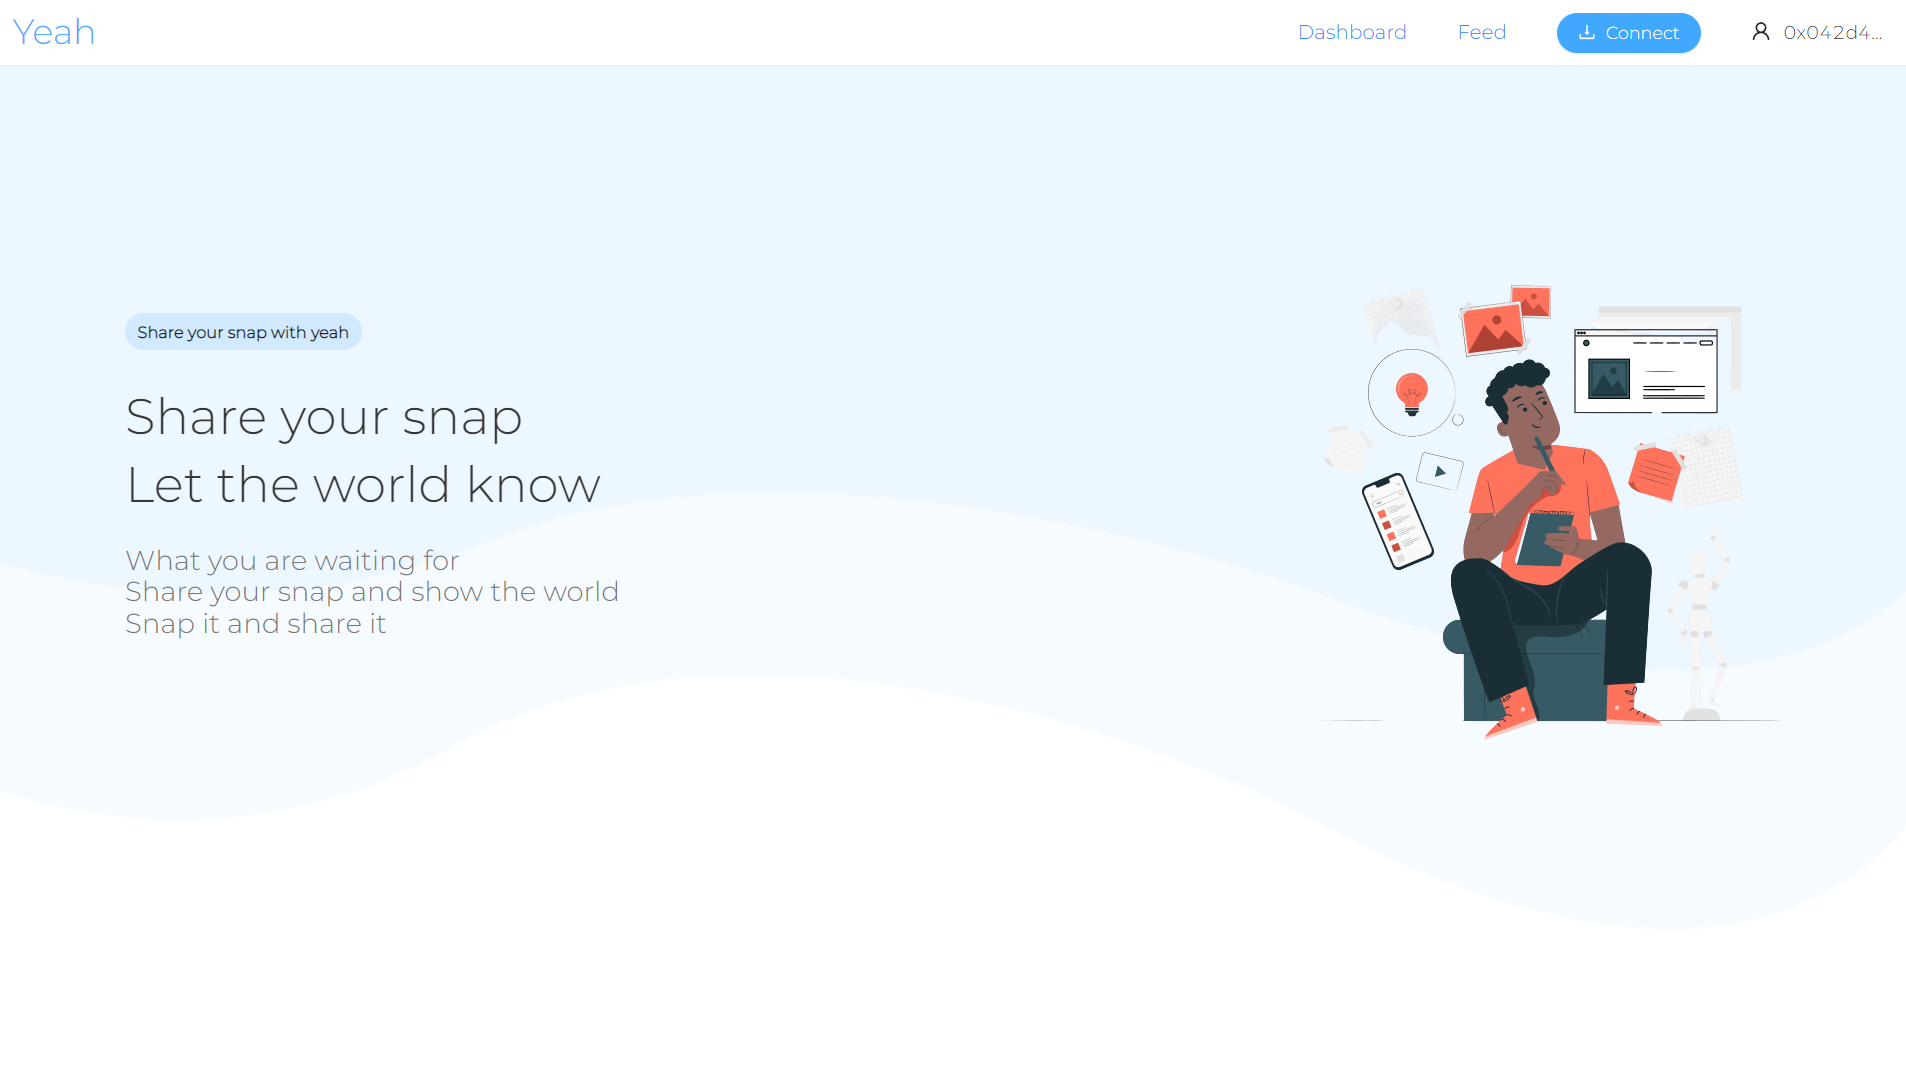 Yeah
Dashboard
Feed
Connect
0x042d4...
Share your snap with yeah
Share your snap
Let the world know
What you are waiting for
Share your snap and show the world
Snap it and share it